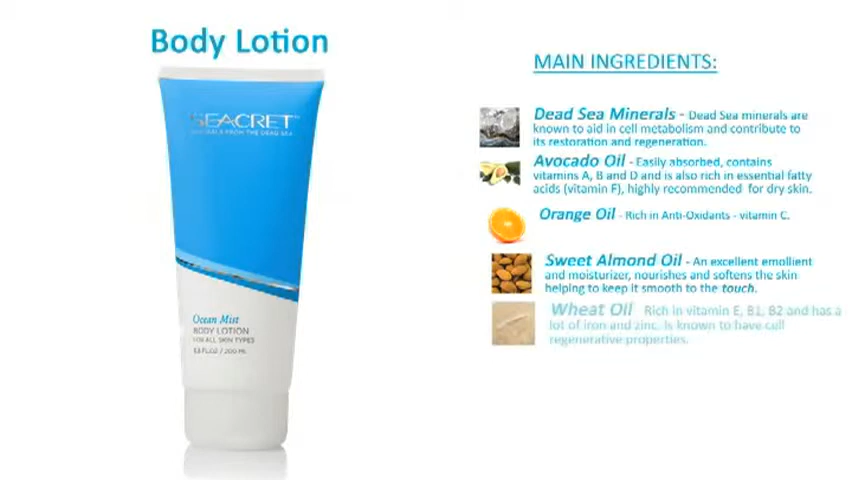 Body Lotion
SEACRET
MINERALS FROM THE DEAD SEA
Ocean Mist
BODY LOTION
FOR ALL SKIN TYPES
6.8 FL.OZ / 200 ML
MAIN INGREDIENTS:
Dead Sea Minerals - Dead Sea minerals are
known to aid in cell metabolism and contribute to
its restoration and regeneration.
Avocado Oil - Easily absorbed, contains
vitamins A, B and D and is also rich in essential fatty
acids (vitamin F), highly recommended for dry skin.
Orange Oil - Rich in Anti-Oxidants - vitamin C.
Sweet Almond Oil - An excellent emollient
and moisturizer, nourishes and softens the skin
helping to keep it smooth to the touch.
Wheat Oil Rich in vitamin E, B1, B2 and has a
lot of iron and zinc. Is known to have cell
regenerative properties.